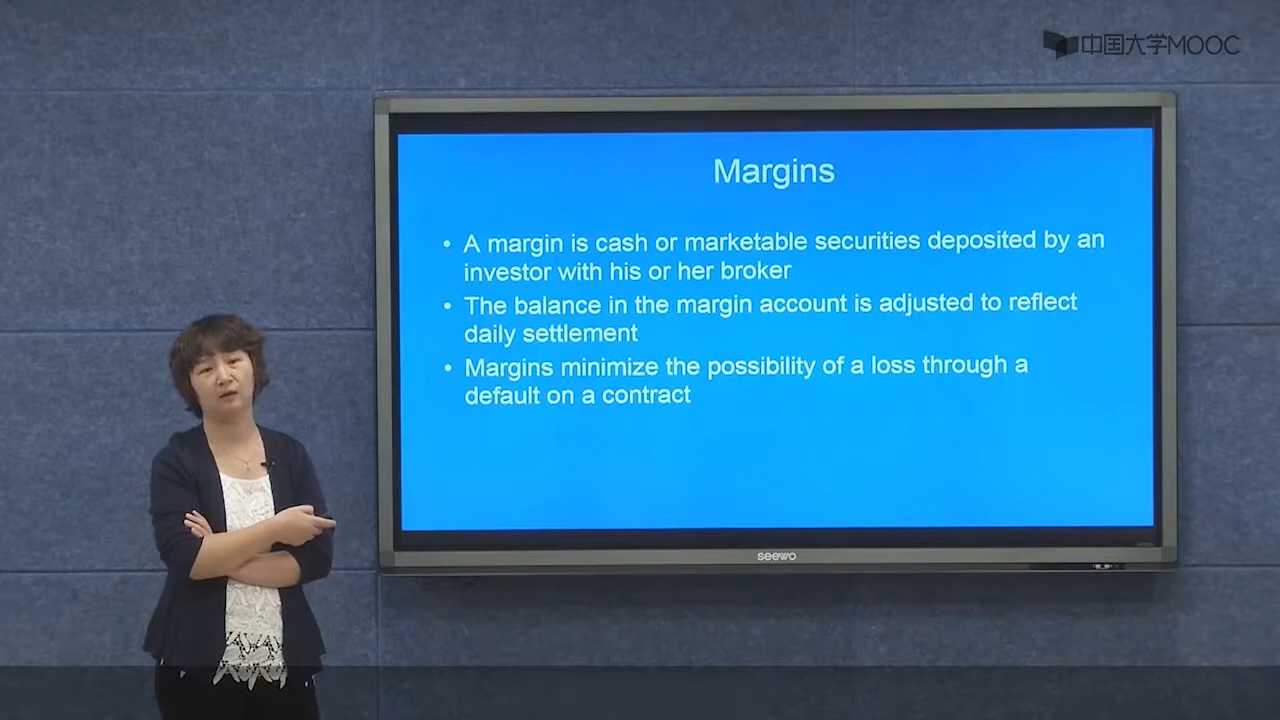 中国大学MOOC
Margins
• A margin is cash or marketable securities deposited by an
investor with his or her broker
• The balance in the margin account is adjusted to reflect
daily settlement
• Margins minimize the possibility of a loss through a
default on a contract
seewo